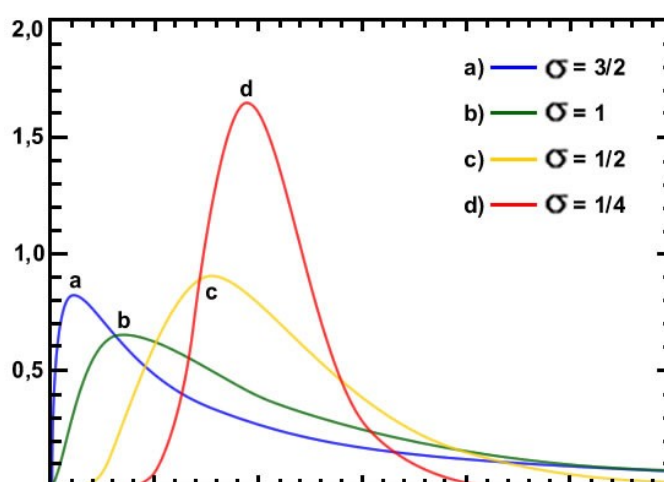 2,0
a) σ = 3/2
b) σ = 1
c) σ = 1/2
d) σ = 1/4
d
1,5
1,0
a
c
b
0,5